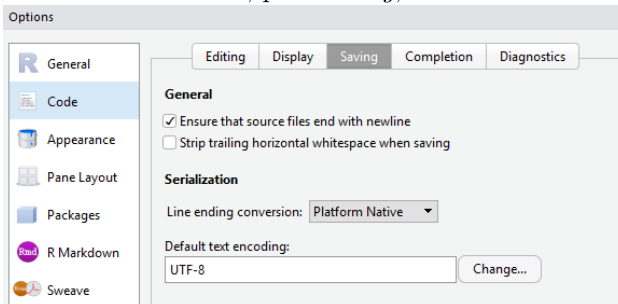 Options
General
Code
Appearance
Pane Layout
Packages
Rmd R Markdown
Sweave
Editing Display Saving Completion Diagnostics
General
Ensure that source files end with newline
Strip trailing horizontal whitespace when saving
Serialization
Line ending conversion: Platform Native
Default text encoding:
UTF-8 Change...